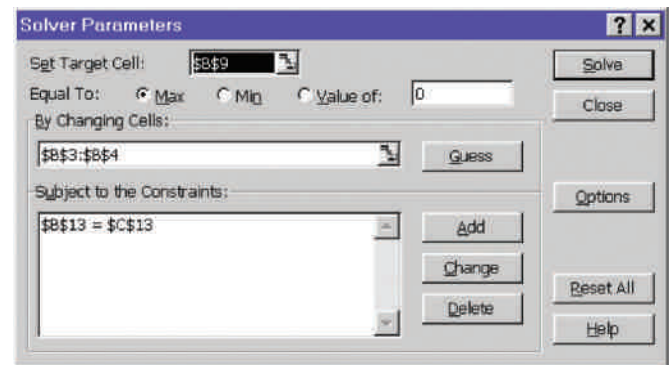 Solver Parameters ? ×
Set Target Cell: $B$9 Solve
Equal To: Max Min Value of: 0 Close
By Changing Cells:
$B$3:$B$4 Guess
Subject to the Constraints: Options
$B$13 = $C$13 Add
Change
Reset All
Delete
Help